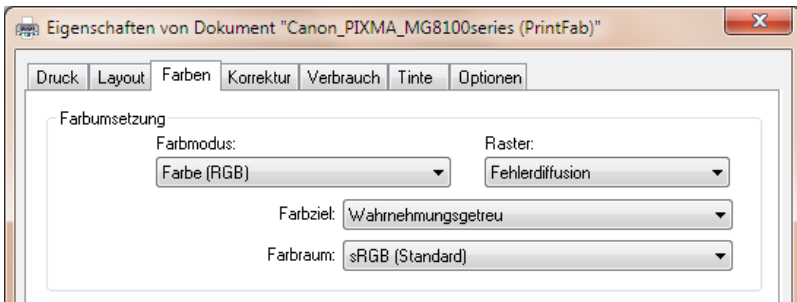 Eigenschaften von Dokument "Canon_PIXMA_MG8100series (PrintFab)"
Druck Layout Farben Korrektur Verbrauch Tinte Optionen
Farbumsetzung
Farbmodus: Raster:
Farbe (RGB) Fehlerdiffusion
Farbziel: Wahrnehmungsgetreu
Farbraum: sRGB (Standard)